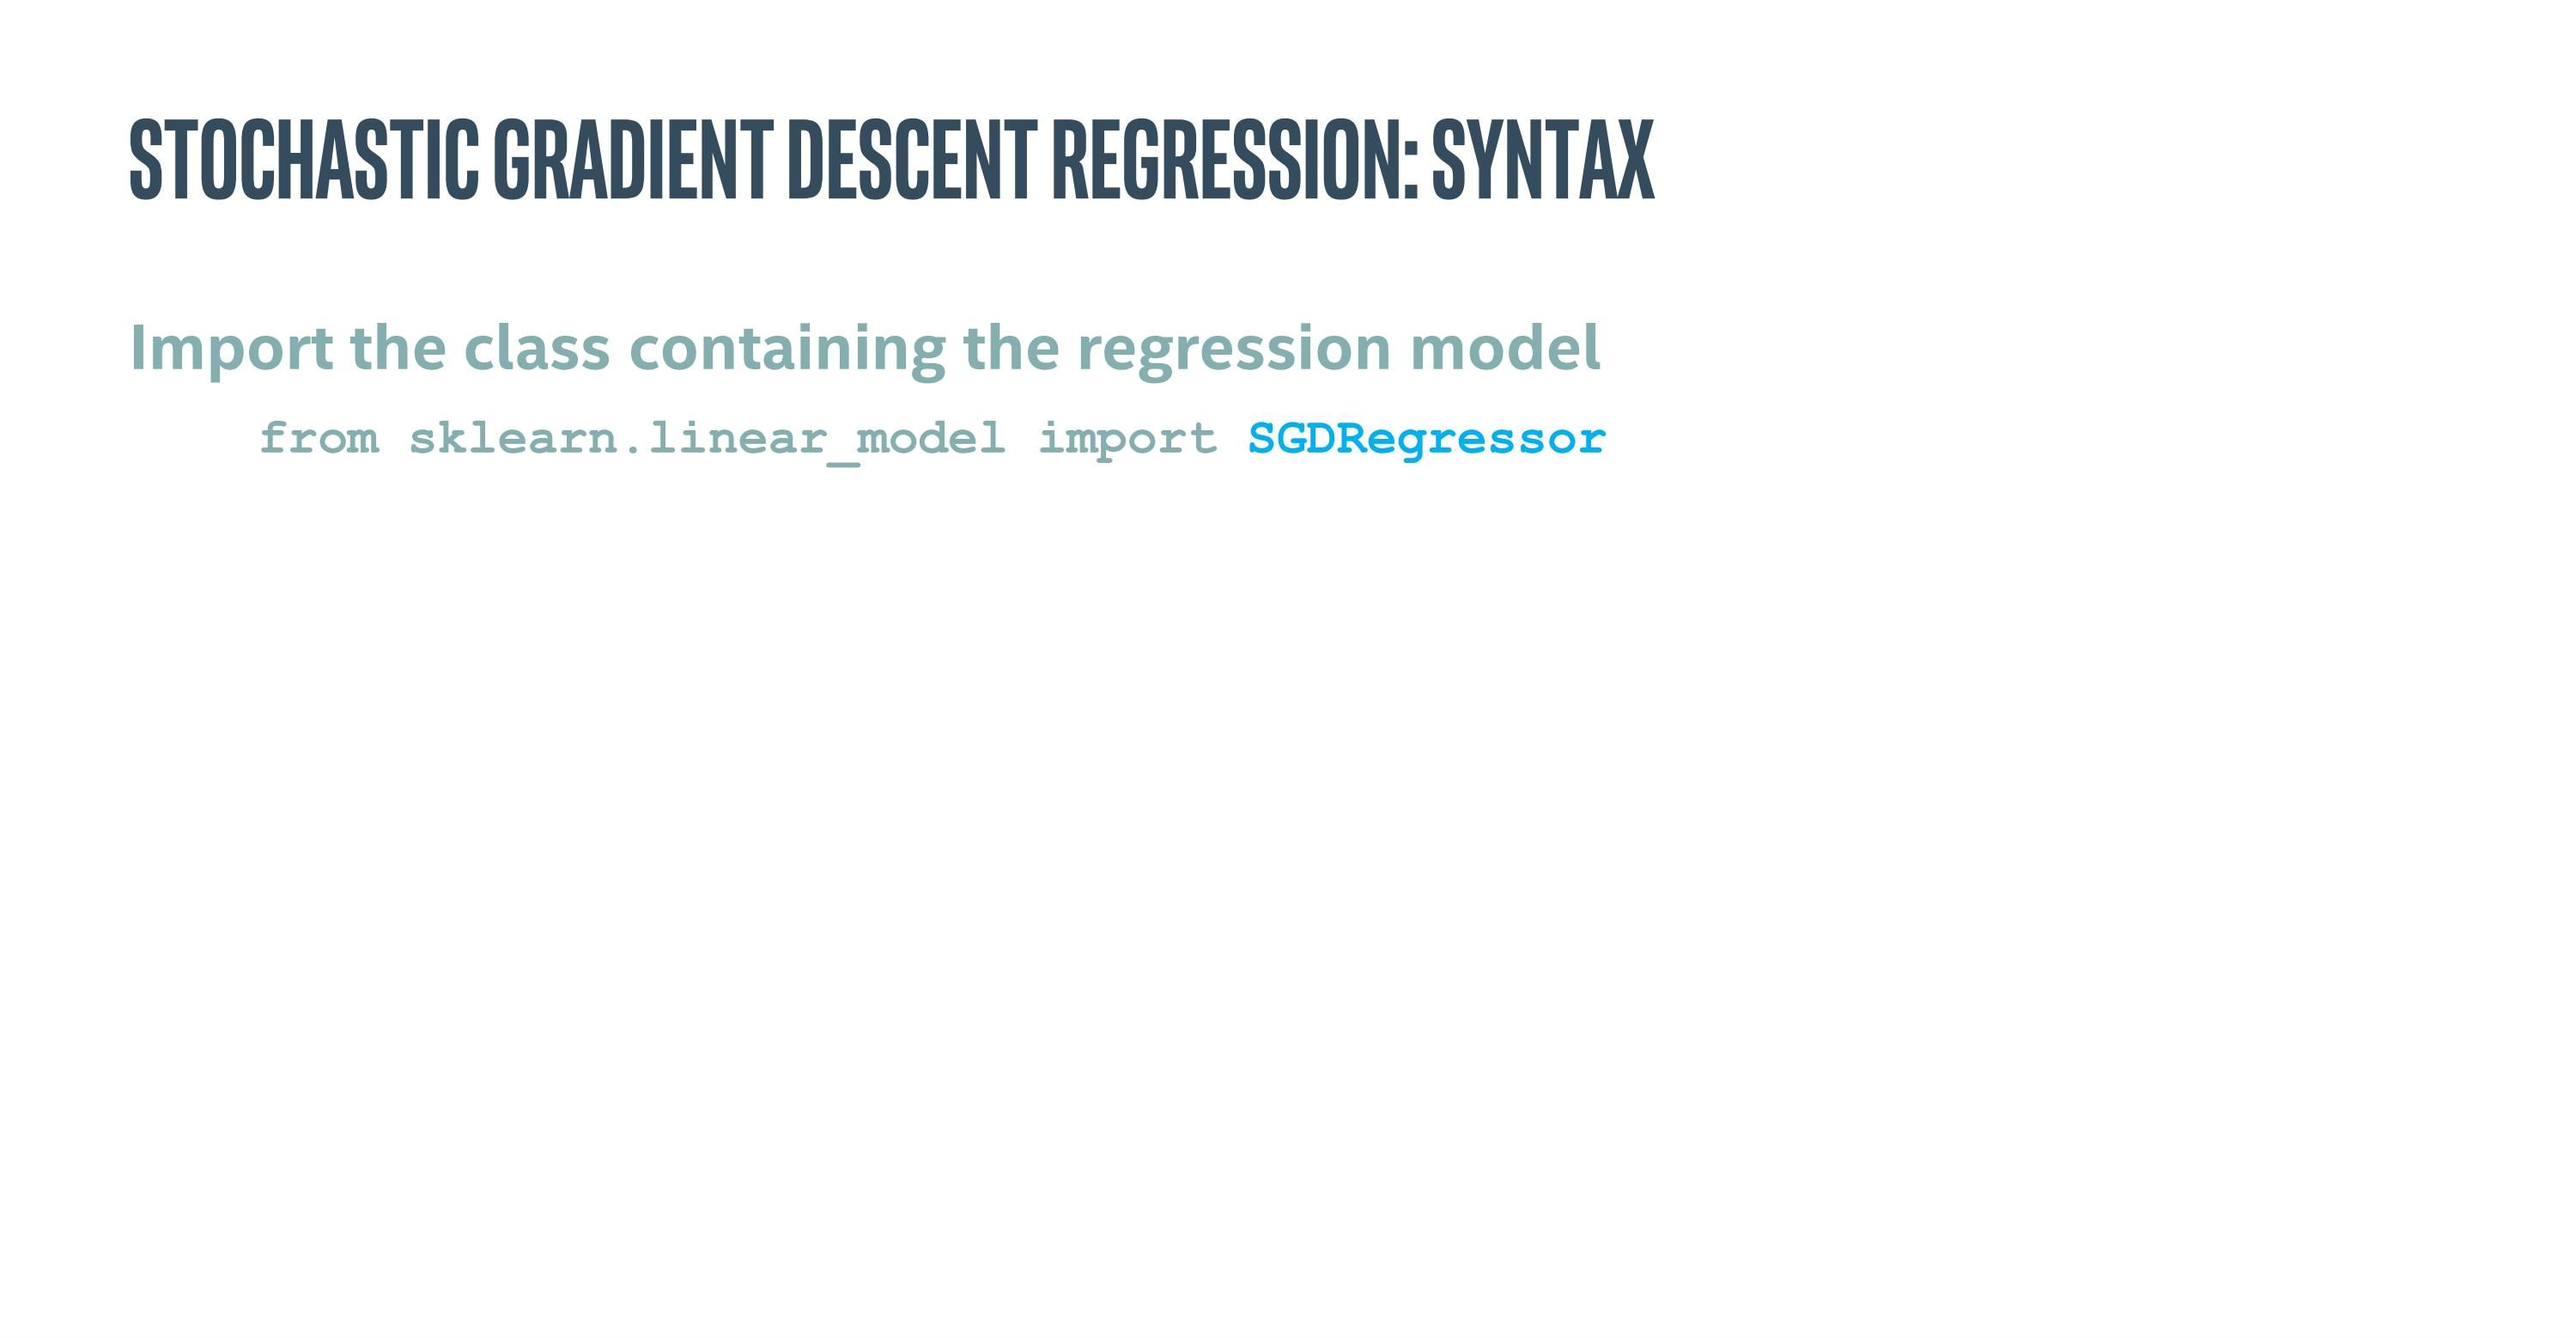 STOCHASTIC GRADIENT DESCENT REGRESSION: SYNTAX
Import the class containing the regression model
from sklearn.linear_model import SGDRegressor